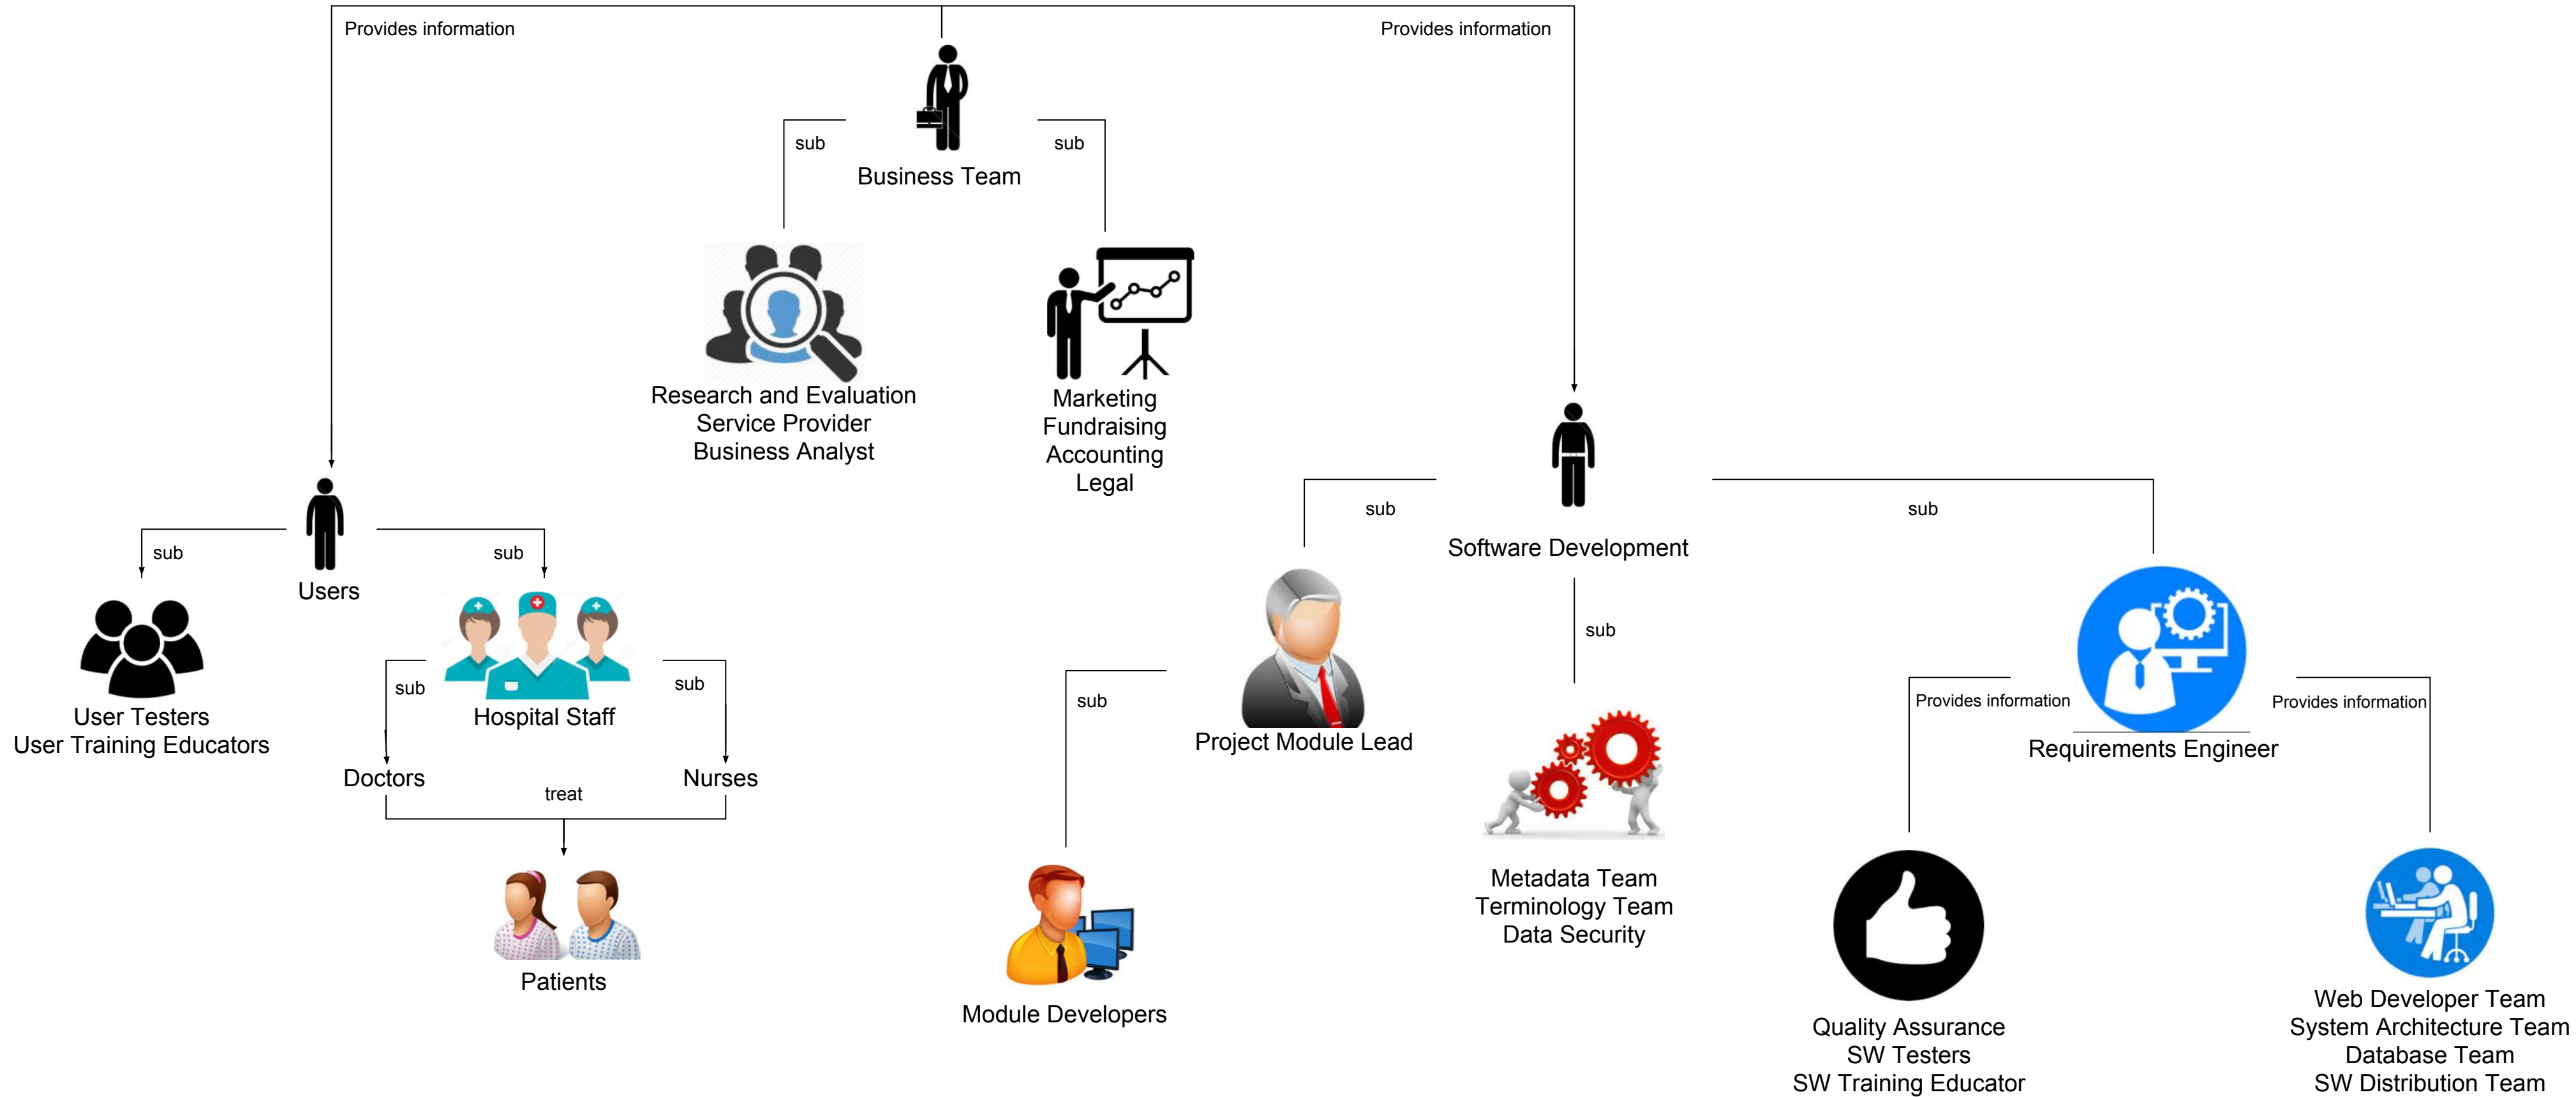 Provides information
Provides information
sub
sub
Business Team
Research and Evaluation
Service Provider
Business Analyst
Marketing
Fundraising
Accounting
Legal
sub
sub
Users
User Testers
User Training Educators
Hospital Staff
sub
sub
Doctors
Nurses
treat
Patients
sub
sub
Software Development
sub
Project Module Lead
sub
Module Developers
Metadata Team
Terminology Team
Data Security
Requirements Engineer
Provides information
Provides information
Quality Assurance
SW Testers
SW Training Educator
Web Developer Team
System Architecture Team
Database Team
SW Distribution Team